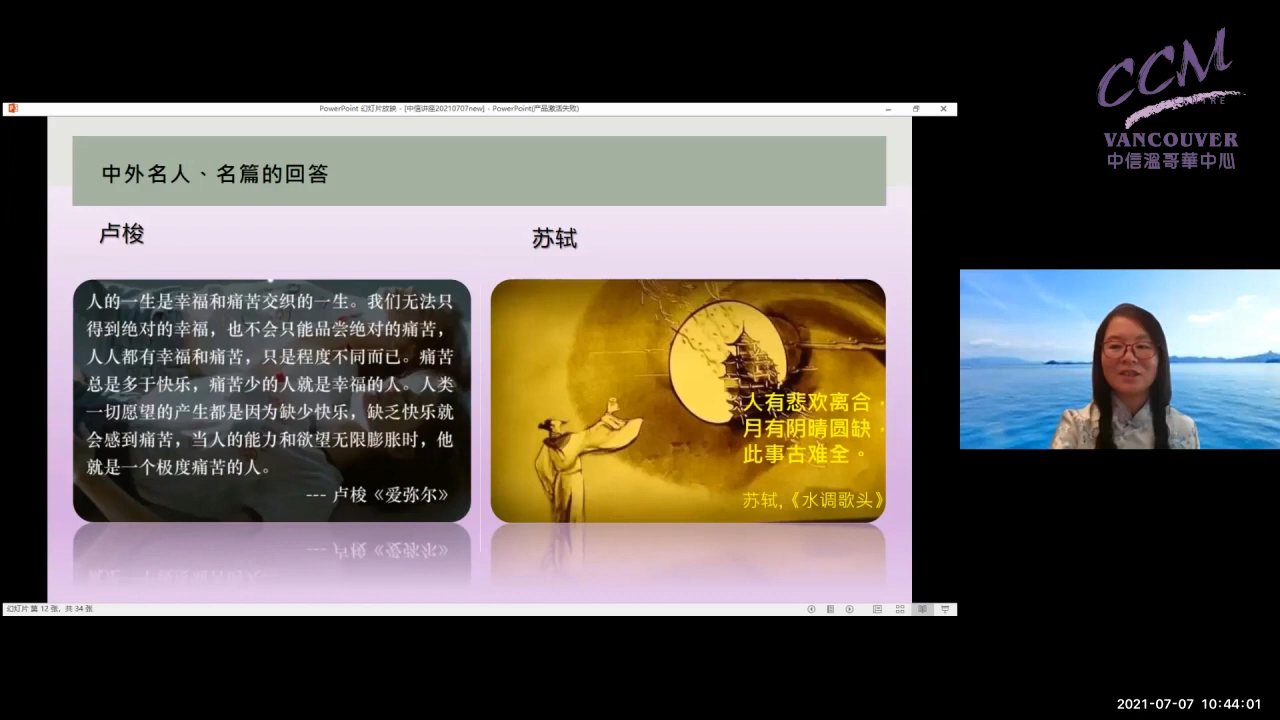 CCM
CENTRE
VANCOUVER
中信溫哥華中心
PowerPoint 幻灯片放映 - [中信讲座20210707new] - PowerPoint(产品激活失败)
中外名人、名篇的回答
卢梭
苏轼
人的一生是幸福和痛苦交织的一生。我们无法只
得到绝对的幸福，也不会只能品尝绝对的痛苦，
人人都有幸福和痛苦，只是程度不同而已。痛苦
总是多于快乐，痛苦少的人就是幸福的人。人类
一切愿望的产生都是因为缺少快乐，缺乏快乐就
会感到痛苦，当人的能力和欲望无限膨胀时，他
就是一个极度痛苦的人。
--- 卢梭《爱弥尔》
人有悲欢离合，
月有阴晴圆缺，
此事古难全。
苏轼,《水调歌头》
幻灯片 第 12 张，共 34 张
2021-07-07 10:44:01